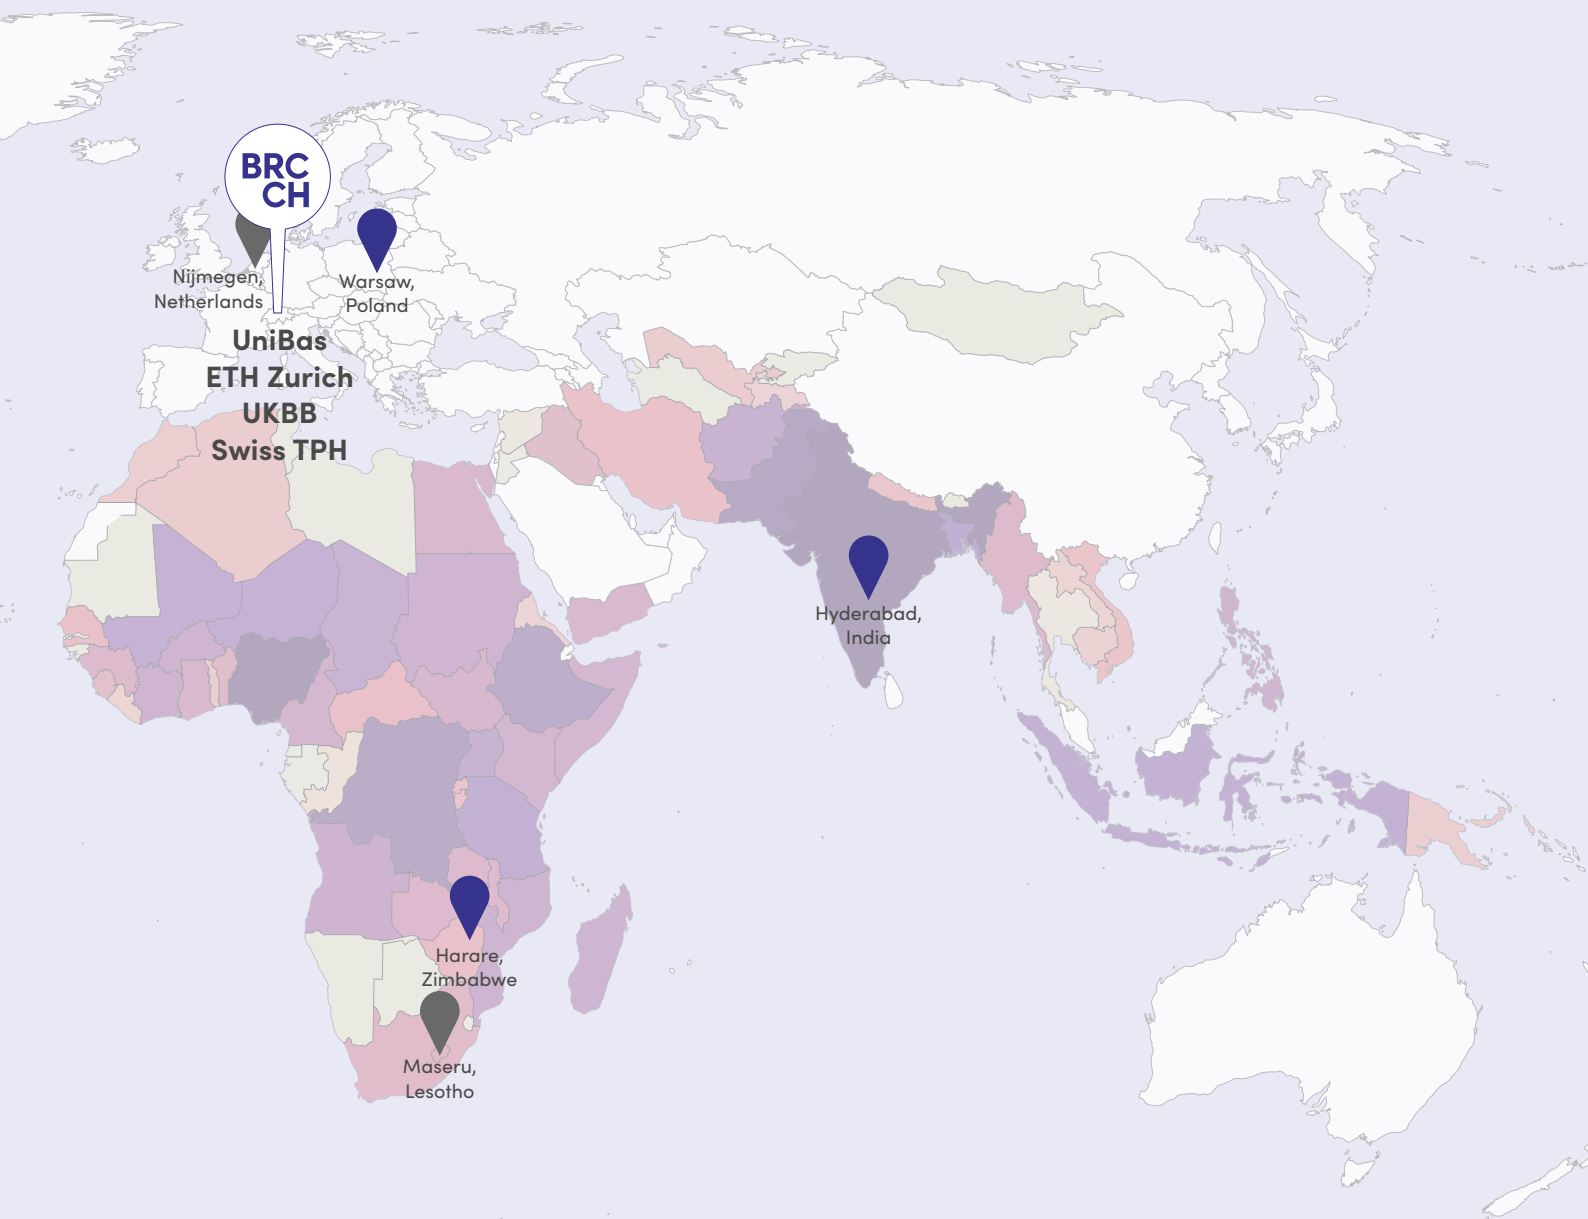 BRC
CH
Nijmegen,
Netherlands
Warsaw,
Poland
UniBas
ETH Zurich
UKBB
Swiss TPH
Hyderabad,
India
Harare,
Zimbabwe
Maseru,
Lesotho